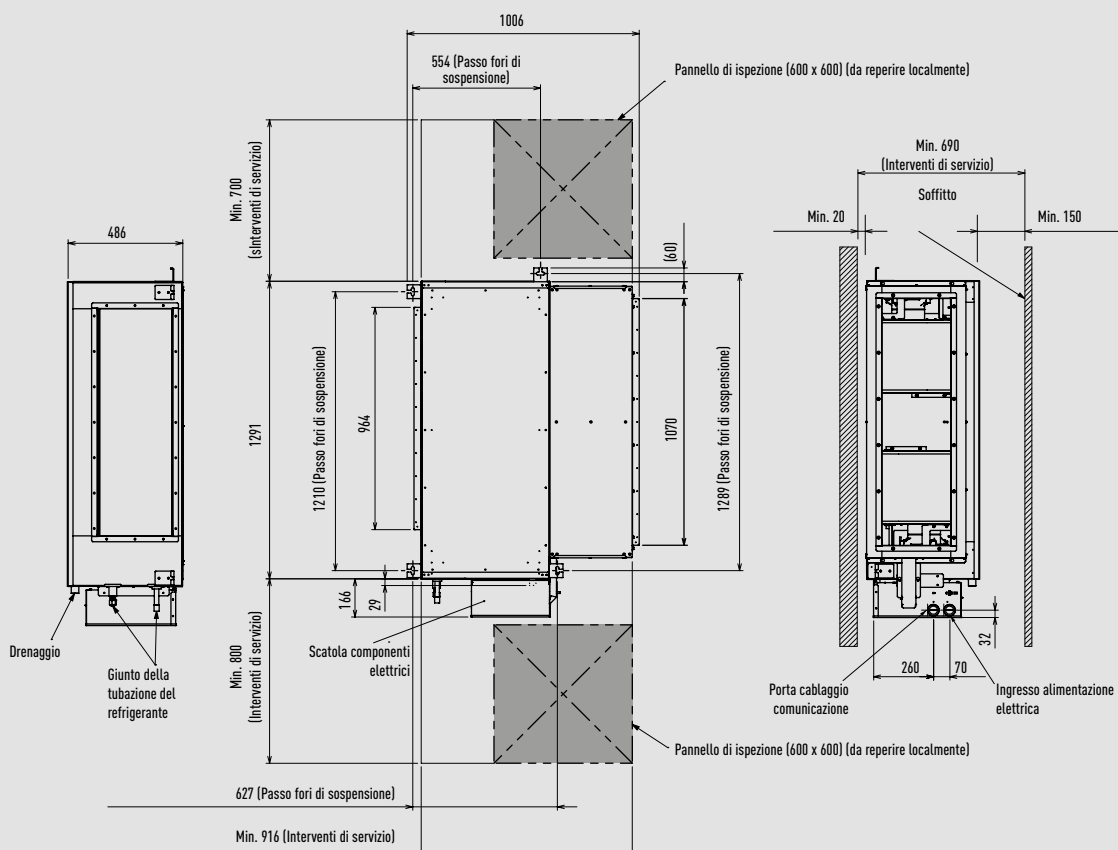 1006
554 (Passo fori di
sospensione)
Pannello di ispezione (600 x 600) (da reperire localmente)
Min. 700
(sInterventi di servizio)
Min. 690
(Interventi di servizio)
Soffitto
Min. 20
Min. 150
486
(60)
1291
1210 (Passo fori di sospensione)
964
1070
1289 (Passo fori di sospensione)
166
29
Min. 800
(Interventi di servizio)
Drenaggio
Giunto della
tubazione del
refrigerante
Scatola componenti
elettrici
32
260
70
Porta cablaggio
comunicazione
Ingresso alimentazione
elettrica
Pannello di ispezione (600 x 600) (da reperire localmente)
627 (Passo fori di sospensione)
Min. 916 (Interventi di servizio)